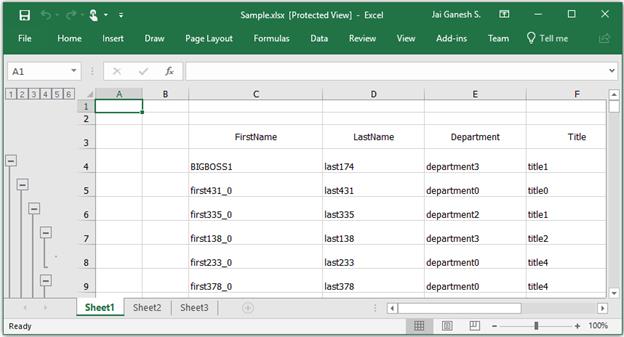 Sample.xlsx [Protected View] - Excel Jai Ganesh S.
File Home Insert Draw Page Layout Formulas Data Review View Add-ins Team Tell me
A1 fx
1 2 3 4 5 6 A B C D E F
1
2
3 FirstName LastName Department Title
4 BIGBOSS1 last174 department3 title1
5 first431_0 last431 department0 title0
6 first335_0 last335 department2 title1
7 first138_0 last138 department3 title2
8 first233_0 last233 department0 title4
9 first378_0 last378 department0 title4
Sheet1 Sheet2 Sheet3
Ready 100%